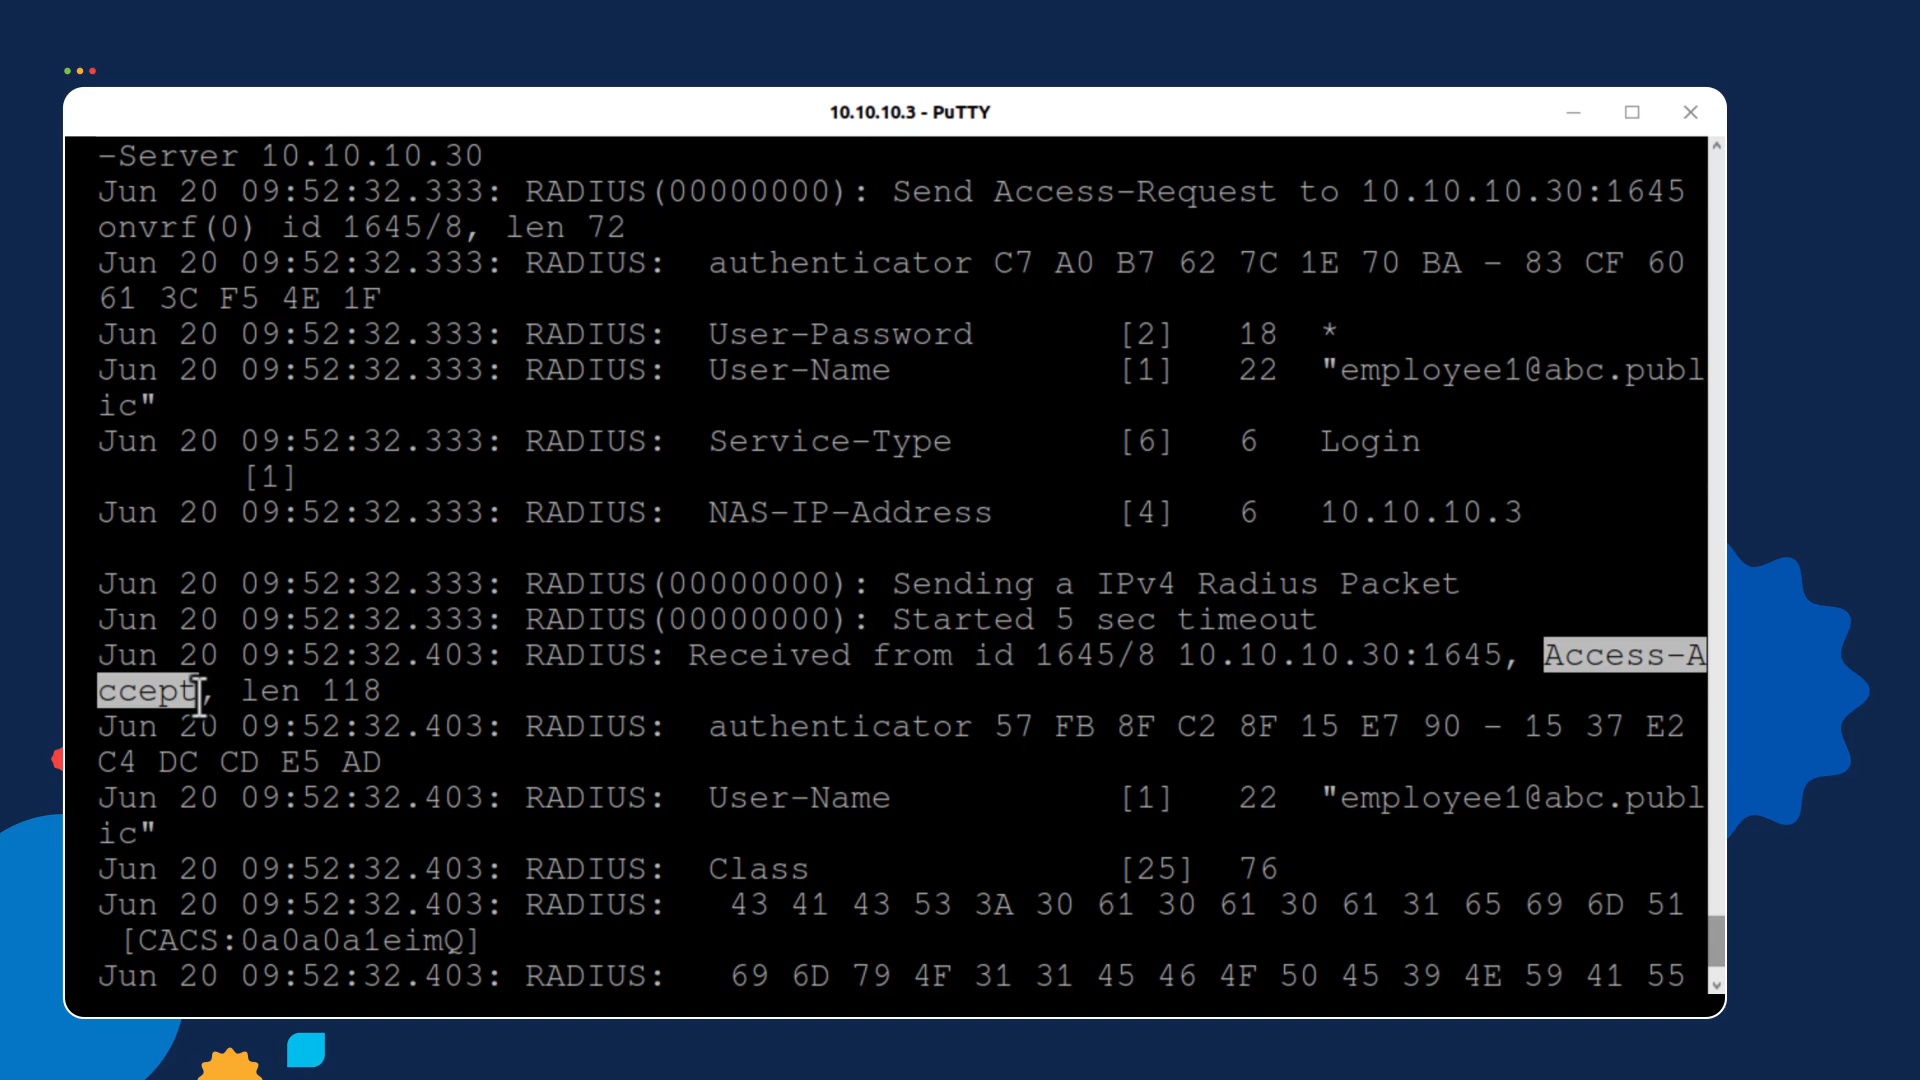 10.10.10.3 - PuTTY
-Server 10.10.10.30
Jun 20 09:52:32.333: RADIUS(00000000): Send Access-Request to 10.10.10.30:1645
onvrf(0) id 1645/8, len 72
Jun 20 09:52:32.333: RADIUS:  authenticator C7 A0 B7 62 7C 1E 70 BA - 83 CF 60
61 3C F5 4E 1F
Jun 20 09:52:32.333: RADIUS:  User-Password       [2]   18  *
Jun 20 09:52:32.333: RADIUS:  User-Name           [1]   22  "employee1@abc.publ
ic"
Jun 20 09:52:32.333: RADIUS:  Service-Type        [6]   6   Login
[1]
Jun 20 09:52:32.333: RADIUS:  NAS-IP-Address      [4]   6   10.10.10.3
Jun 20 09:52:32.333: RADIUS(00000000): Sending a IPv4 Radius Packet
Jun 20 09:52:32.333: RADIUS(00000000): Started 5 sec timeout
Jun 20 09:52:32.403: RADIUS: Received from id 1645/8 10.10.10.30:1645, Access-A
ccept, len 118
Jun 20 09:52:32.403: RADIUS:  authenticator 57 FB 8F C2 8F 15 E7 90 - 15 37 E2
C4 DC CD E5 AD
Jun 20 09:52:32.403: RADIUS:  User-Name           [1]   22  "employee1@abc.publ
ic"
Jun 20 09:52:32.403: RADIUS:  Class               [25]  76
Jun 20 09:52:32.403: RADIUS:   43 41 43 53 3A 30 61 30 61 30 61 31 65 69 6D 51
[CACS:0a0a0a1eimQ]
Jun 20 09:52:32.403: RADIUS:   69 6D 79 4F 31 31 45 46 4F 50 45 39 4E 59 41 55